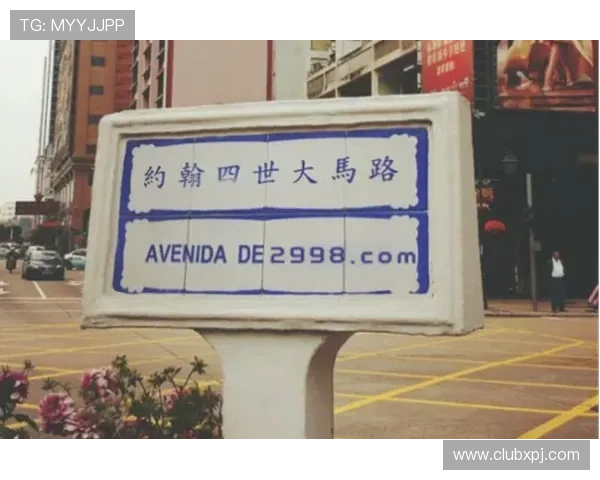 TG: MYYJJPP
約翰四世大馬路
AVENIDA DE2998.com
www.clubxpj.com